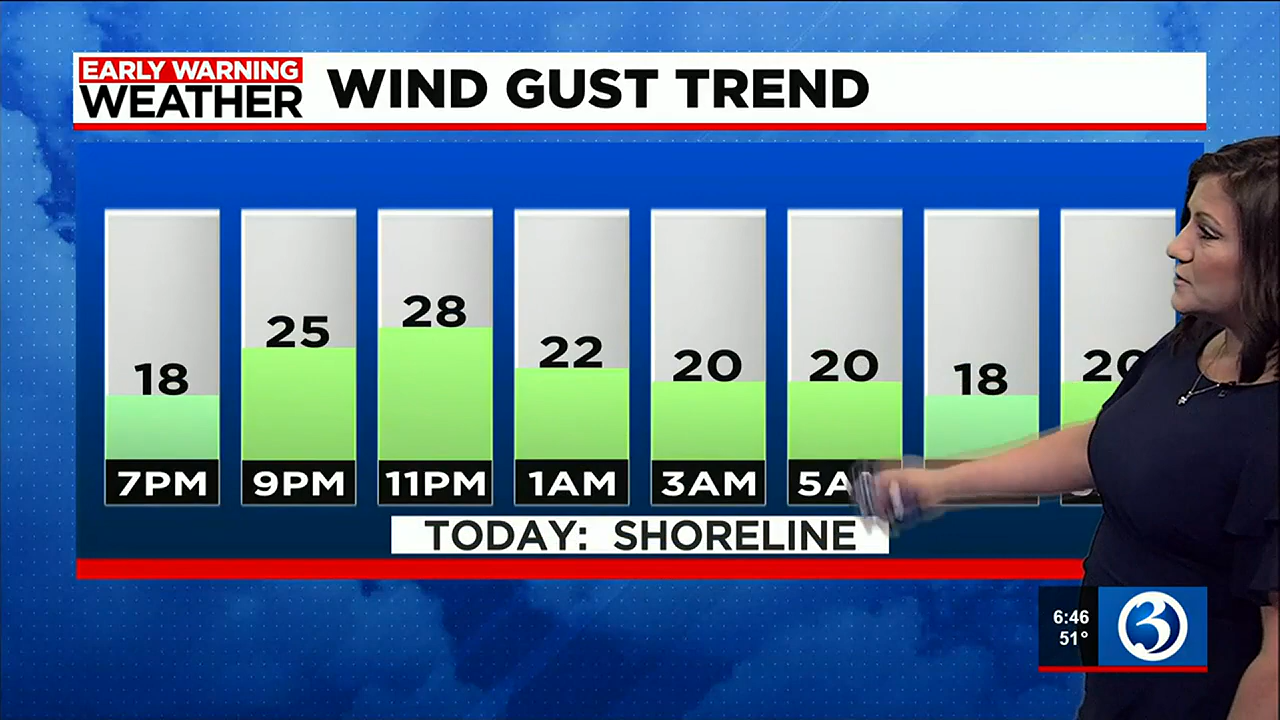 EARLY WARNING
WEATHER
WIND GUST TREND
18
25
28
22
20
20
18
20
7PM
9PM
11PM
1AM
3AM
TODAY: SHORELINE
6:46
51°
3